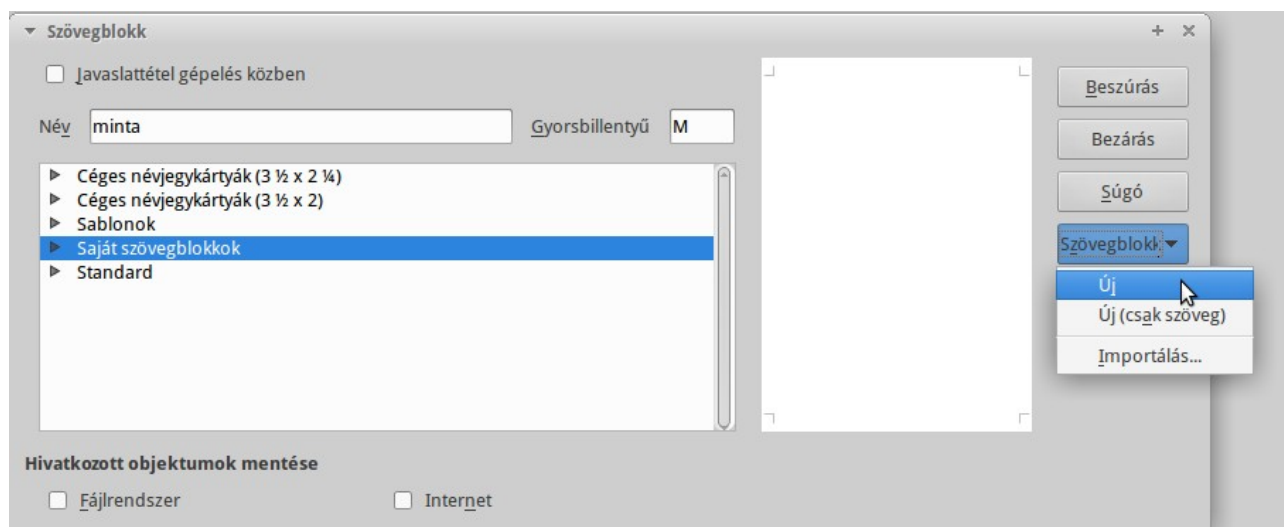 Szövegblokk
Javaslattétel gépelés közben
Név minta Gyorsbillentyű M
Céges névjegykártyák (3 ½ x 2 ¼)
Céges névjegykártyák (3 ½ x 2)
Sablonok
Saját szövegblokkok
Standard
Beszúrás
Bezárás
Súgó
Szövegblokk
Új
Új (csak szöveg)
Importálás...
Hivatkozott objektumok mentése
Fájlrendszer Internet